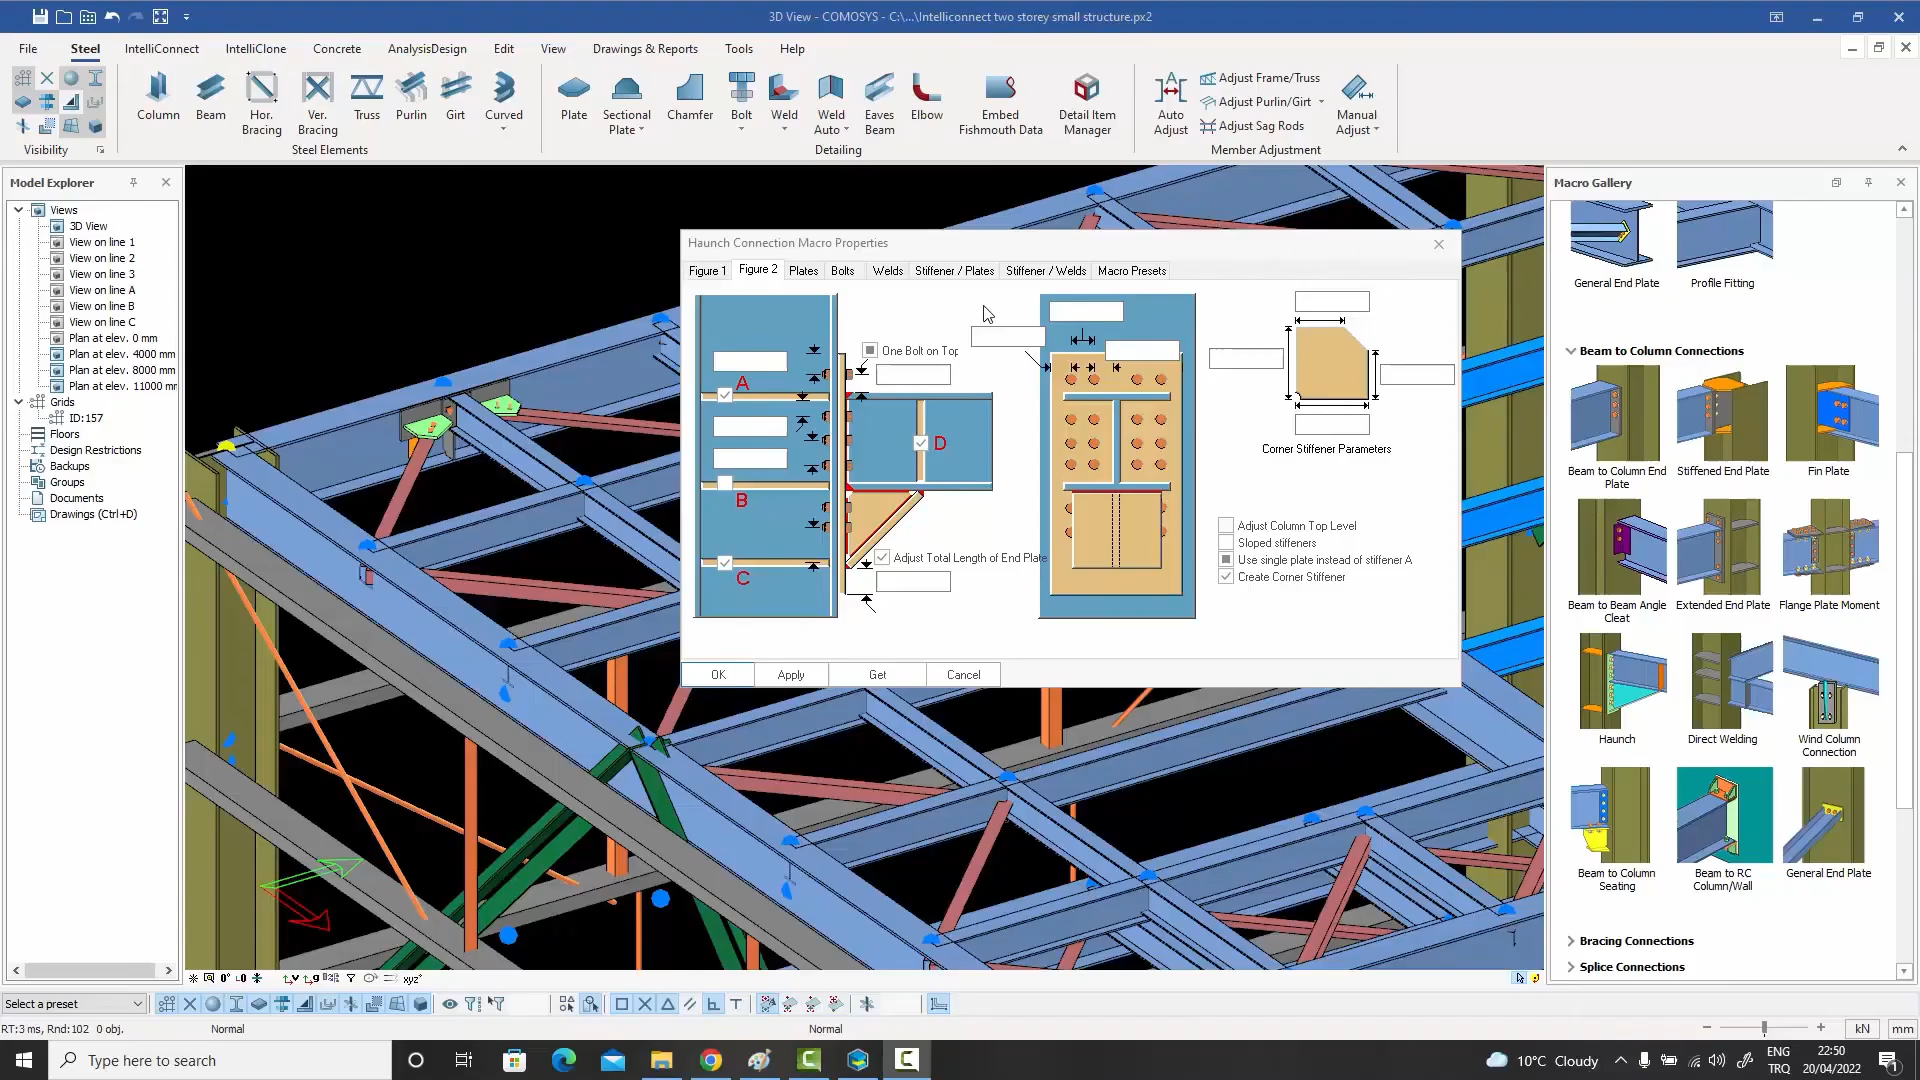 3D View - COMOSYS - C:\...\Intelliconnect two storey small structure.px2
File Steel IntelliConnect IntelliClone Concrete AnalysisDesign Edit View Drawings & Reports Tools Help
Column Beam Hor. Bracing Ver. Bracing Truss Purlin Girt Curved
Plate Sectional Plate Chamfer Bolt Weld Weld Auto Eaves Beam Elbow Embed Fishmouth Data Detail Item Manager
Auto Adjust Adjust Frame/Truss Manual Adjust
Adjust Purlin/Girt
Adjust Sag Rods
Visibility Steel Elements Detailing Member Adjustment
Model Explorer
Views
3D View
View on line 1
View on line 2
View on line 3
View on line A
View on line B
View on line C
Plan at elev. 0 mm
Plan at elev. 4000 mm
Plan at elev. 8000 mm
Plan at elev. 11000 mm
Grids
ID:157
Floors
Design Restrictions
Backups
Groups
Documents
Drawings (Ctrl+D)
Haunch Connection Macro Properties
Figure 1 Figure 2 Plates Bolts Welds Stiffener / Plates Stiffener / Welds Macro Presets
One Bolt on Top
A
D
B
C
Adjust Total Length of End Plate
Corner Stiffener Parameters
Adjust Column Top Level
Sloped stiffeners
Use single plate instead of stiffener A
Create Corner Stiffener
OK Apply Get Cancel
Macro Gallery
General End Plate Profile Fitting
Beam to Column Connections
Beam to Column End Plate Stiffened End Plate Fin Plate
Beam to Beam Angle Cleat Extended End Plate Flange Plate Moment
Haunch Direct Welding Wind Column Connection
Beam to Column Seating Beam to RC Column/Wall General End Plate
Bracing Connections
Splice Connections
xyz
Select a preset
RT:3 ms, Rnd:102 0 obj. Normal Normal kN mm
Type here to search
10°C Cloudy
ENG
TRQ
22:50
20/04/2022
1